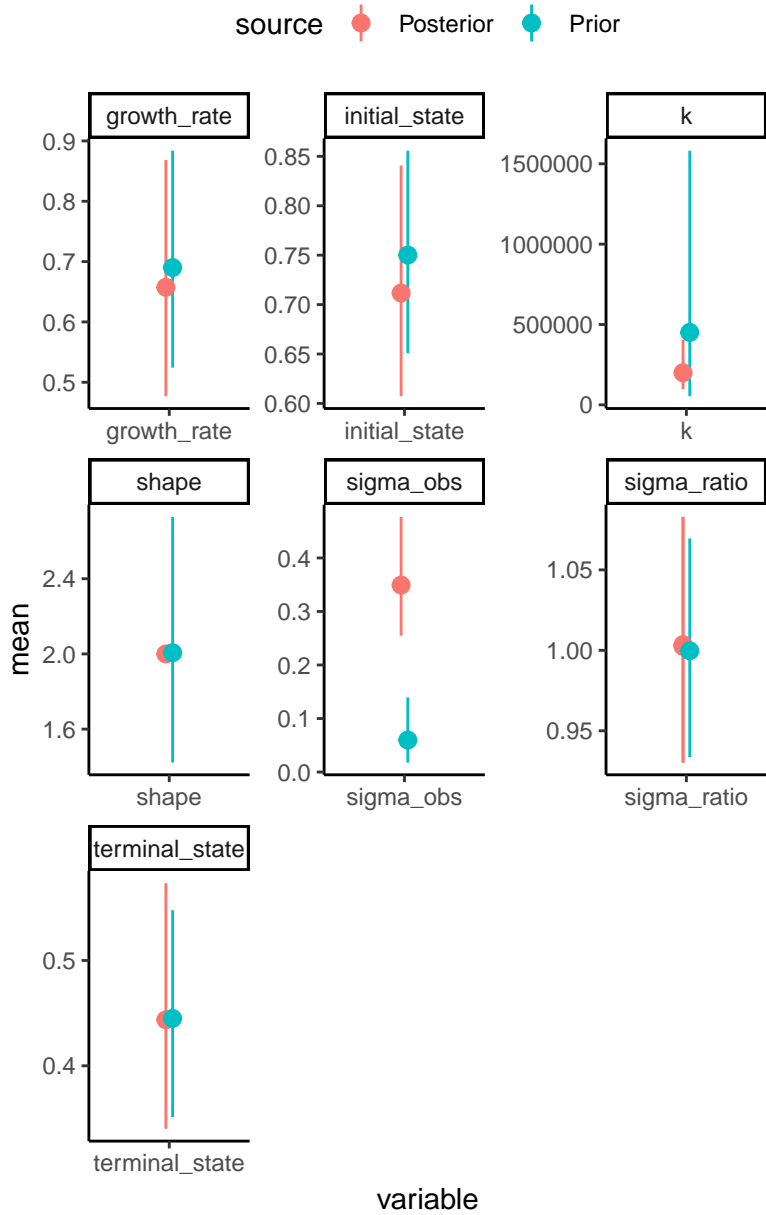 source Posterior Prior
growth_rate initial_state k
0.9
0.8
0.7
0.6
0.5
growth_rate
0.85
0.80
0.75
0.70
0.65
0.60
initial_state
1500000
1000000
500000
0
k
shape sigma_obs sigma_ratio
2.4
2.0
1.6
shape
0.4
0.3
0.2
0.1
0.0
sigma_obs
1.05
1.00
0.95
sigma_ratio
terminal_state
0.5
0.4
terminal_state
mean
variable